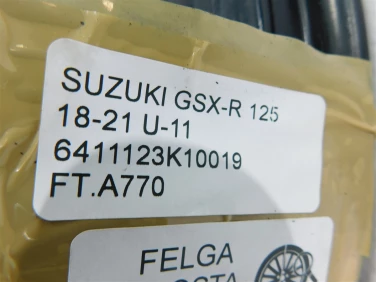 SUZUKI GSX-R 125
18-21 U-11
6411123K10019
FT.A770
FELGA